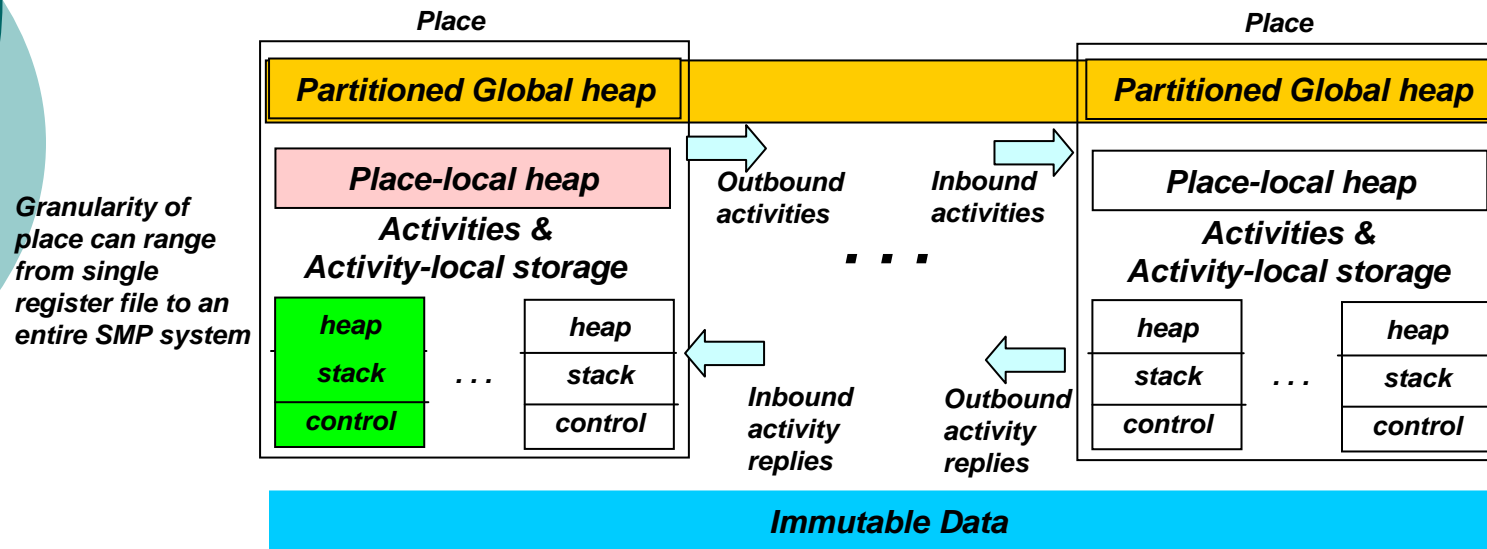 Place
Place
Partitioned Global heap
Partitioned Global heap
Place-local heap
Place-local heap
Outbound
activities
Inbound
activities
Granularity of
place can range
from single
register file to an
entire SMP system
Activities &
Activity-local storage
Activities &
Activity-local storage
. . .
heap
stack
control
. . .
heap
stack
control
Inbound
activity
replies
Outbound
activity
replies
heap
stack
control
. . .
heap
stack
control
Immutable Data